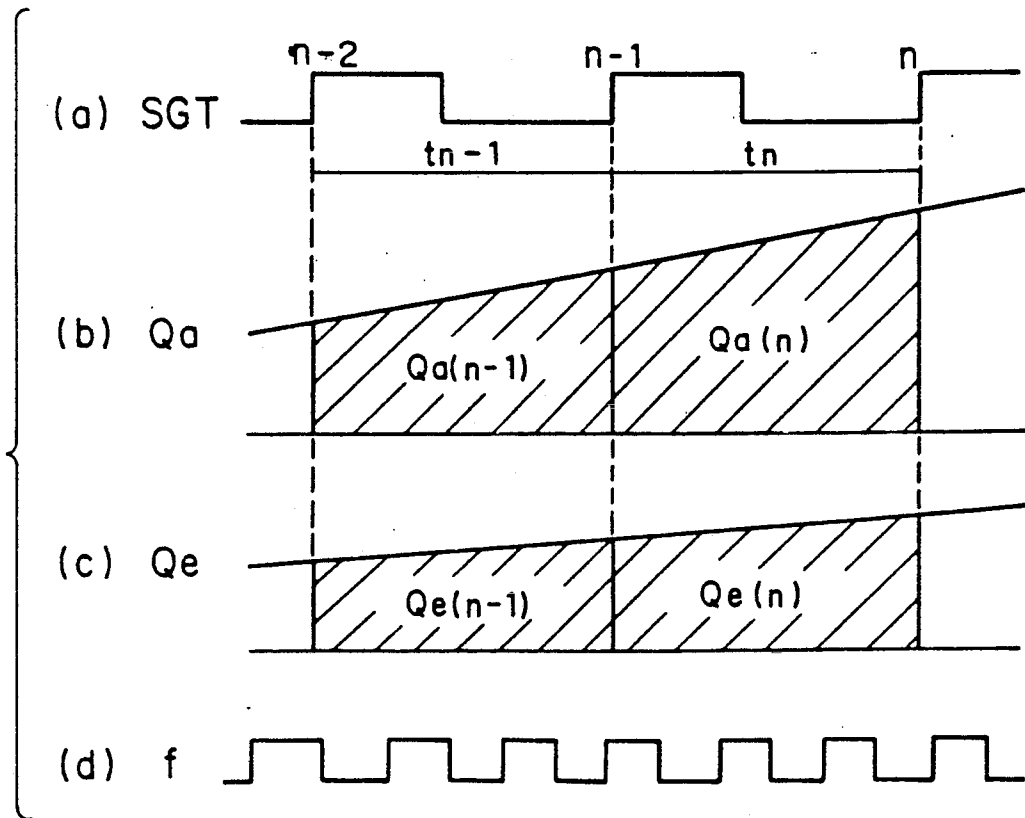 n-2 n-1 n
(a) SGT
tn-1 tn
(b) Qa
Qa(n-1) Qa(n)
(c) Qe
Qe(n-1) Qe(n)
(d) f